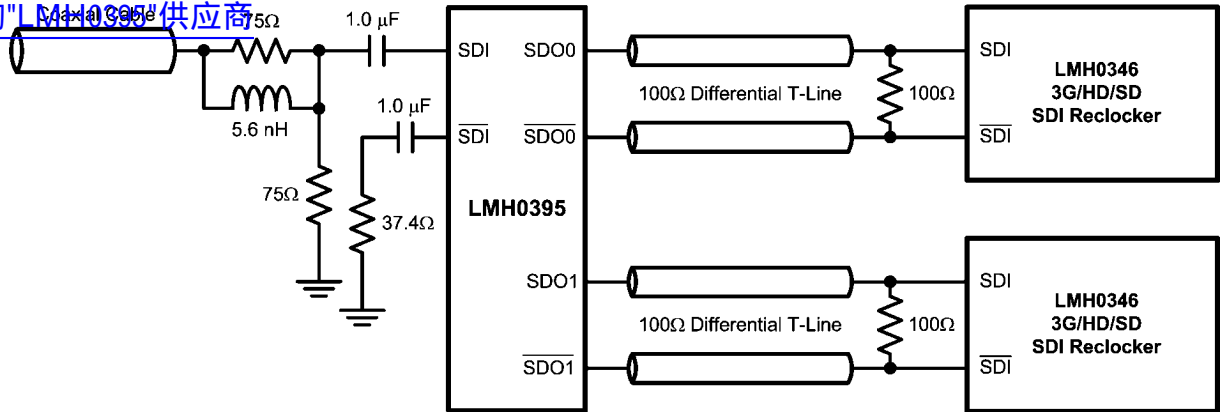 "LMH0395"供应商
Coaxial Cable
75Ω
1.0 μF
5.6 nH
1.0 μF
75Ω
37.4Ω
SDI
SDI
SDO0
SDO0
LMH0395
SDO1
SDO1
100Ω Differential T-Line
100Ω
SDI
SDI
LMH0346
3G/HD/SD
SDI Reclocker
100Ω Differential T-Line
100Ω
SDI
SDI
LMH0346
3G/HD/SD
SDI Reclocker